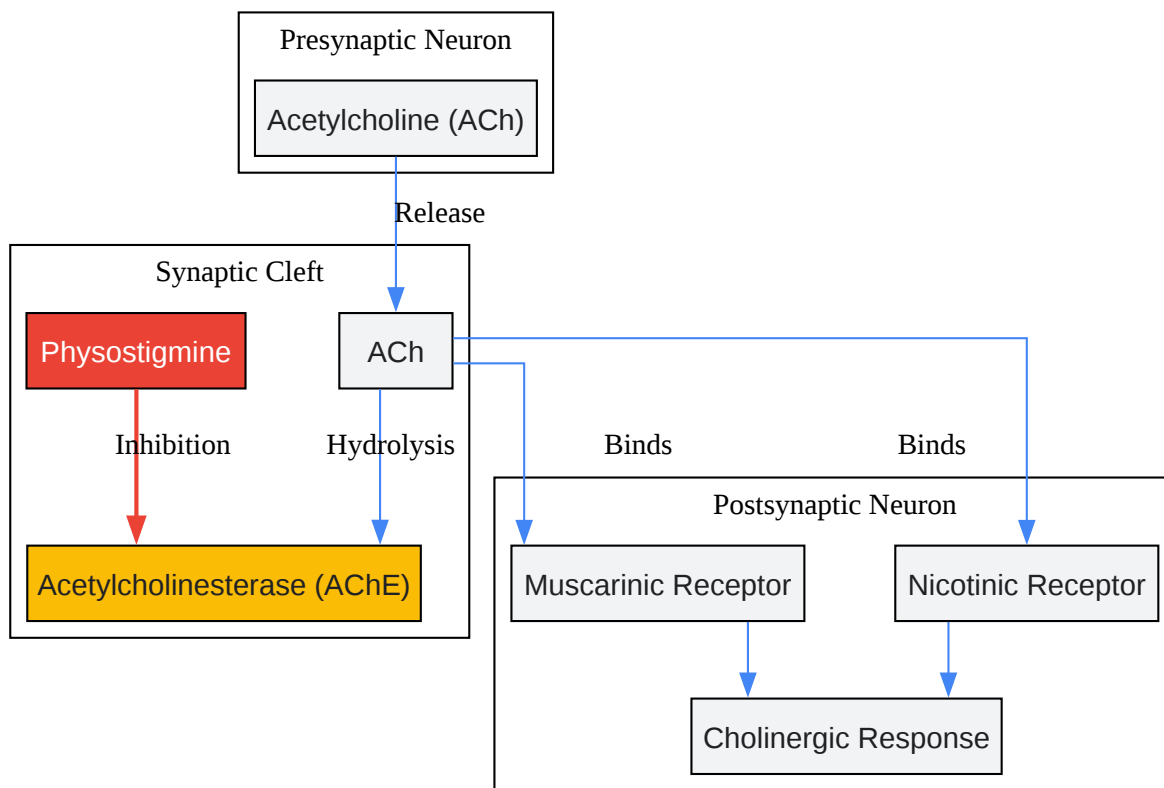 Presynaptic Neuron
Acetylcholine (ACh)
Release
Synaptic Cleft
Physostigmine
ACh
Inhibition
Hydrolysis
Binds
Binds
Postsynaptic Neuron
Acetylcholinesterase (AChE)
Muscarinic Receptor
Nicotinic Receptor
Cholinergic Response